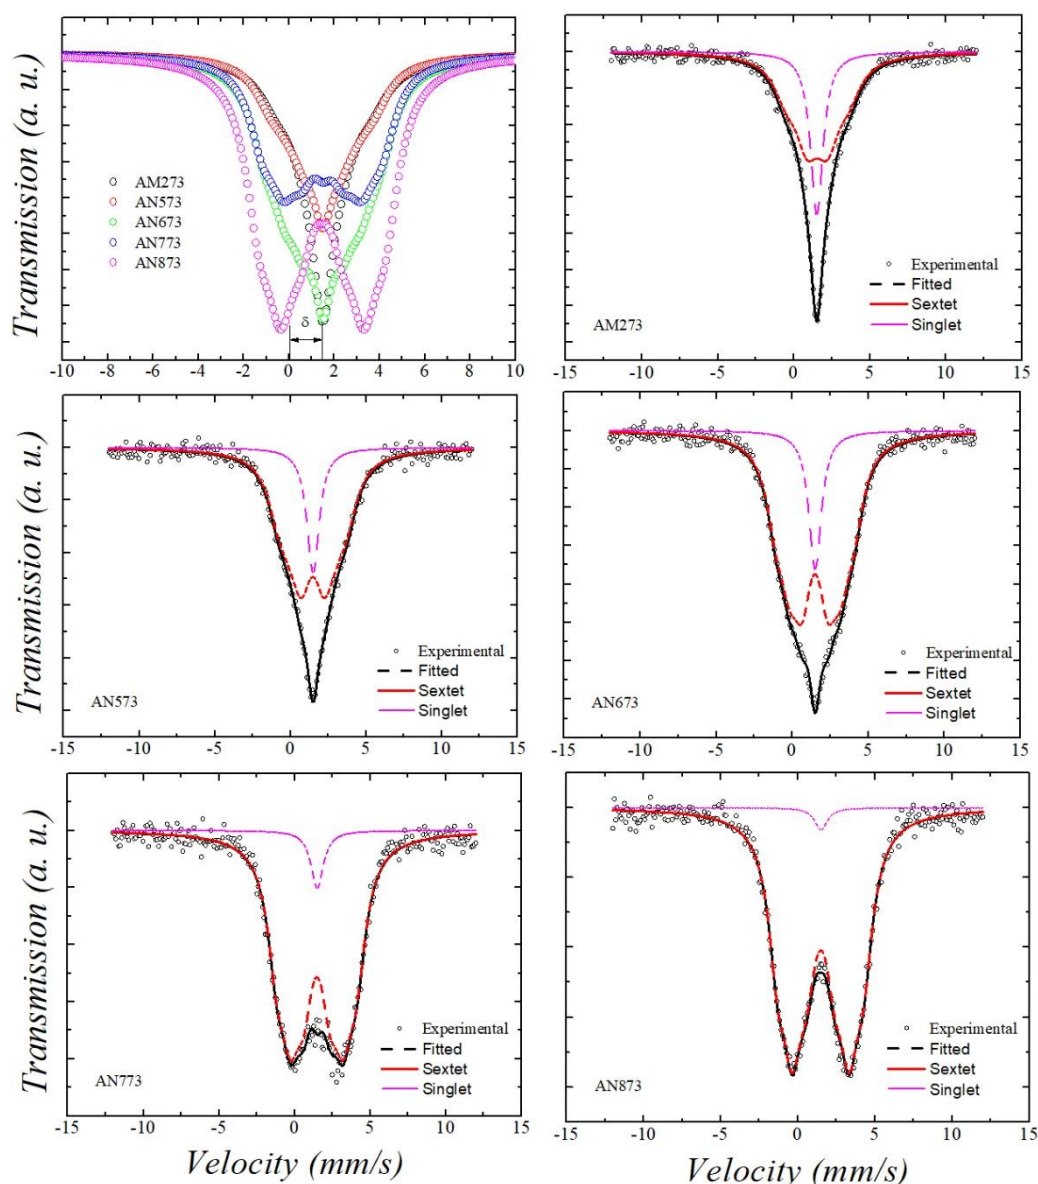 Transmission (a. u.)
AM273
AN573
AN673
AN773
AN873
δ
-10 -8 -6 -4 -2 0 2 4 6 8 10
Experimental
Fitted
Sextet
Singlet
AM273
-15 -10 -5 0 5 10 15
Transmission (a. u.)
Experimental
Fitted
Sextet
Singlet
AN573
-15 -10 -5 0 5 10 15
Experimental
Fitted
Sextet
Singlet
AN673
-15 -10 -5 0 5 10 15
Transmission (a. u.)
Experimental
Fitted
Sextet
Singlet
AN773
-15 -10 -5 0 5 10 15
Velocity (mm/s)
Experimental
Fitted
Sextet
Singlet
AN873
-15 -10 -5 0 5 10 15
Velocity (mm/s)